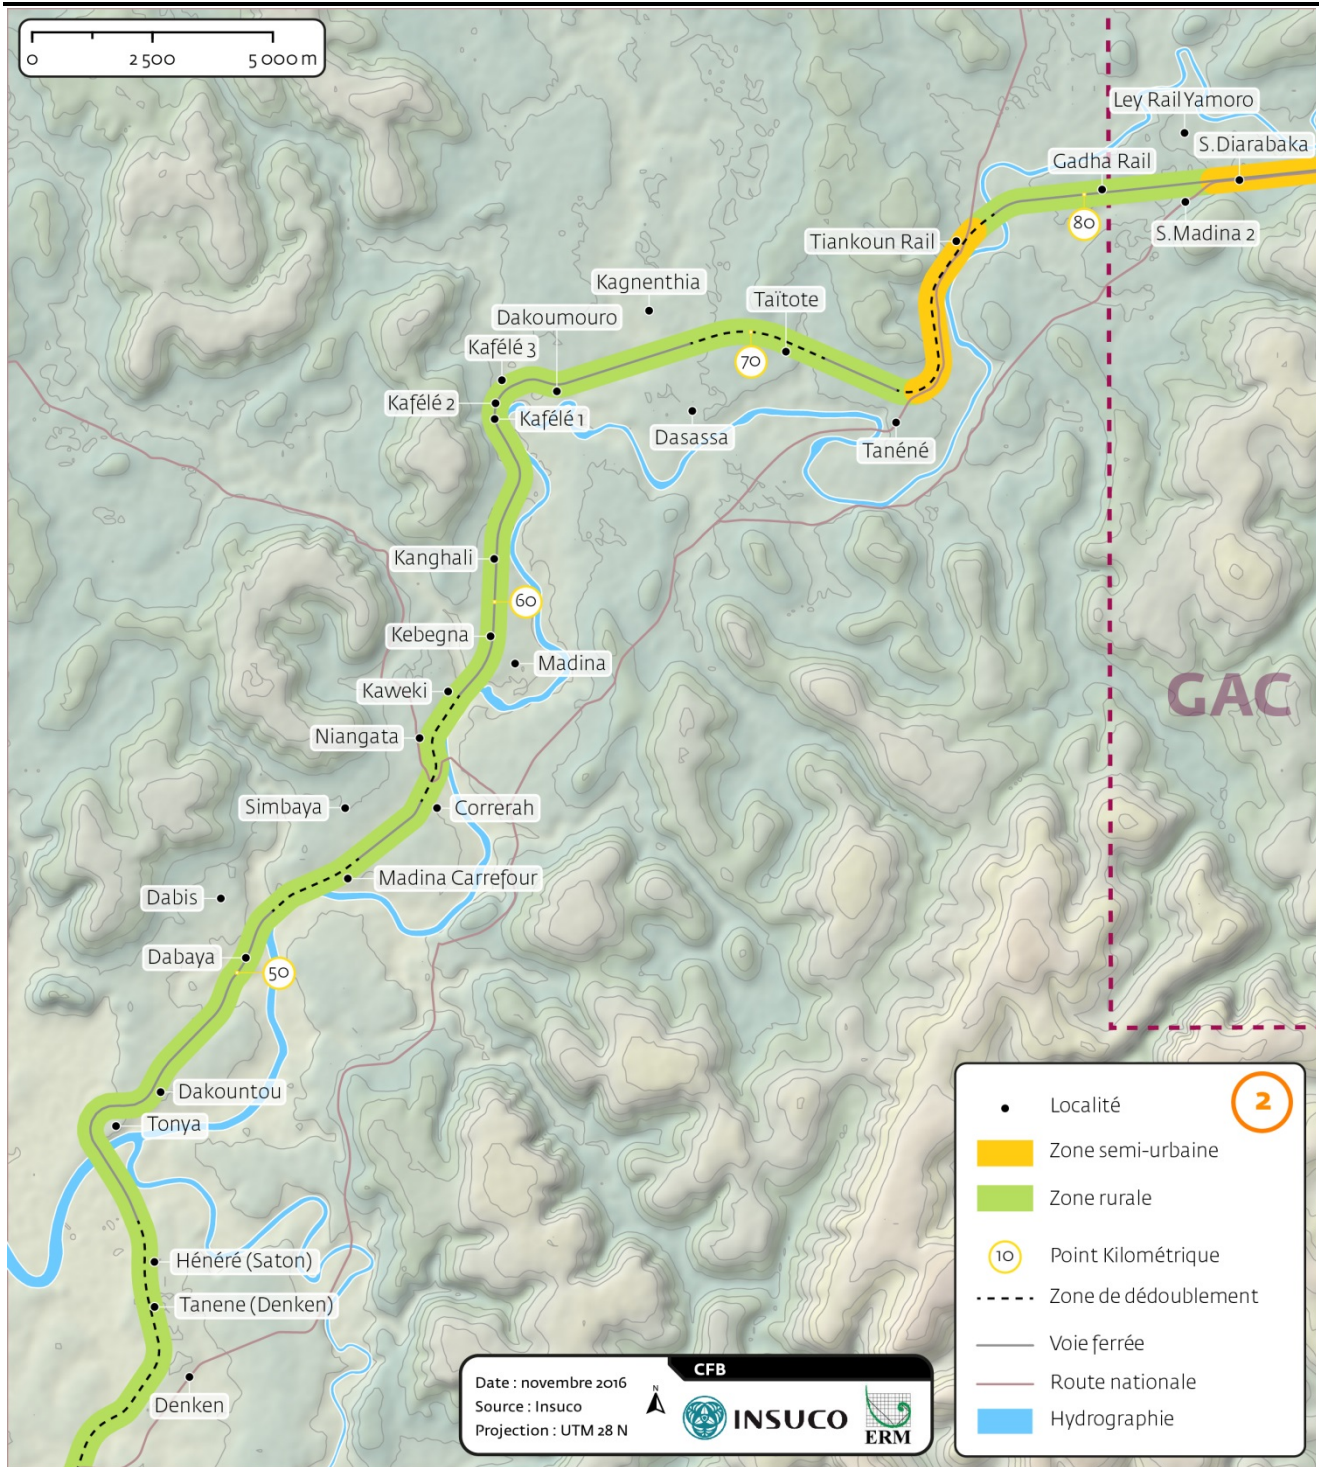 0 2 500 5 000 m
Ley Rail Yamoro
S.Diarabaka
Gadha Rail
80
S.Madina 2
Tiankoun Rail
Kagnenthia
Taïtote
Dakoumouro
70
Kafélé 3
Kafélé 2
Kafélé 1
Dasassa
Tanéné
Kanghali
60
Kebegna
Madina
Kaweki
GAC
Niangata
Simbaya
Correrah
Madina Carrefour
Dabis
Dabaya
50
Dakountou
Tonya
Hénéré (Saton)
Tanene (Denken)
Denken
2
Localité
Zone semi-urbaine
Zone rurale
10 Point Kilométrique
Zone de dédoublement
Voie ferrée
Route nationale
Hydrographie
CFB
Date : novembre 2016
Source : Insuco
Projection : UTM 28 N
N
INSUCO
ERM